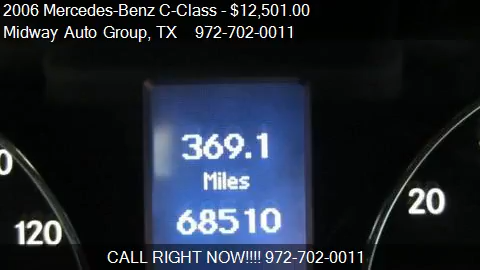 2006 Mercedes-Benz C-Class - $12,501.00
Midway Auto Group, TX 972-702-0011
369.1
Miles
68510
0
120
20
CALL RIGHT NOW!!!! 972-702-0011